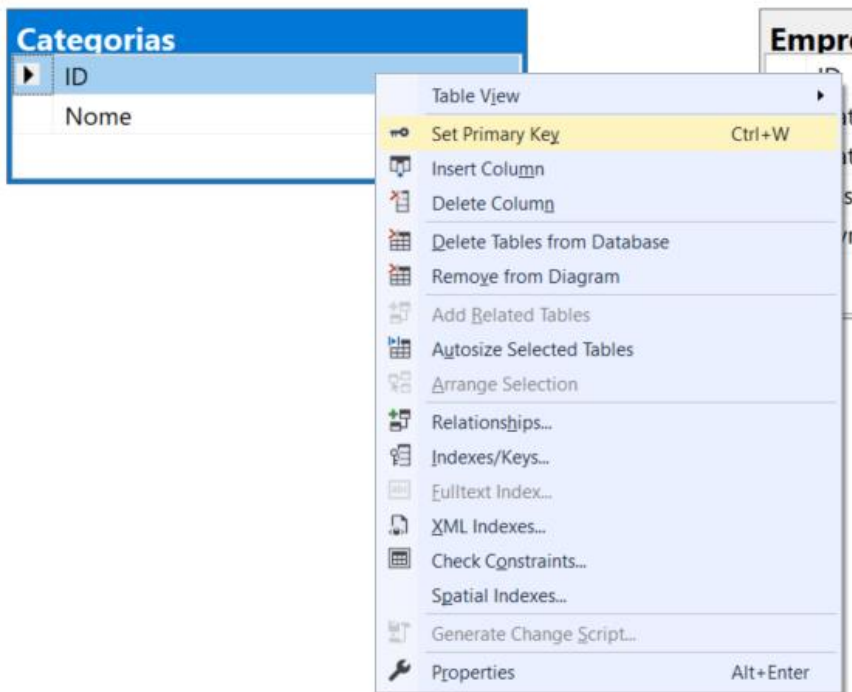 Categorias
ID
Nome
Table View
Set Primary Key Ctrl+W
Insert Column
Delete Column
Delete Tables from Database
Remove from Diagram
Add Related Tables
Autosize Selected Tables
Arrange Selection
Relationships...
Indexes/Keys...
Fulltext Index...
XML Indexes...
Check Constraints...
Spatial Indexes...
Generate Change Script...
Properties Alt+Enter